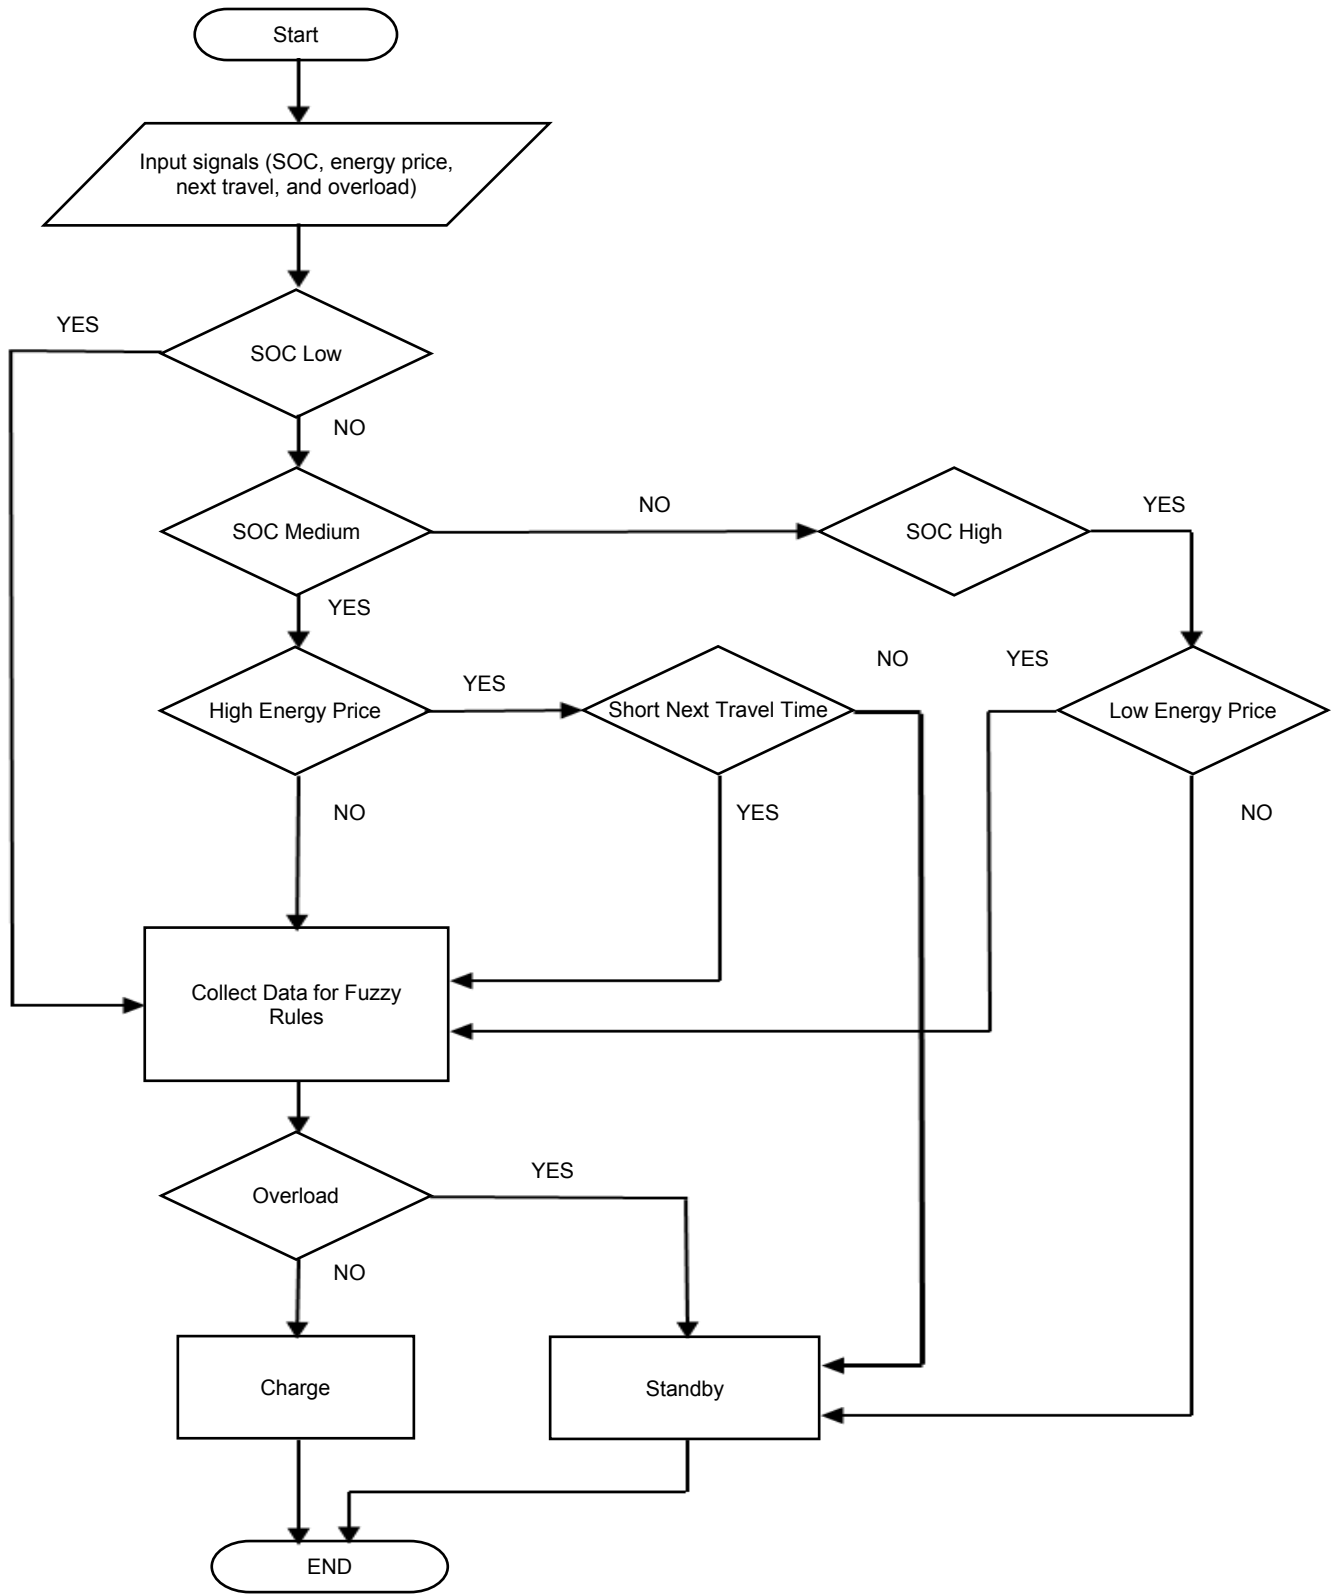 Start
Input signals (SOC, energy price,
next travel, and overload)
YES
SOC Low
NO
SOC Medium
NO
SOC High
YES
YES
High Energy Price
YES
Short Next Travel Time
NO
YES
Low Energy Price
NO
YES
NO
Collect Data for Fuzzy
Rules
Overload
YES
NO
Charge
Standby
END